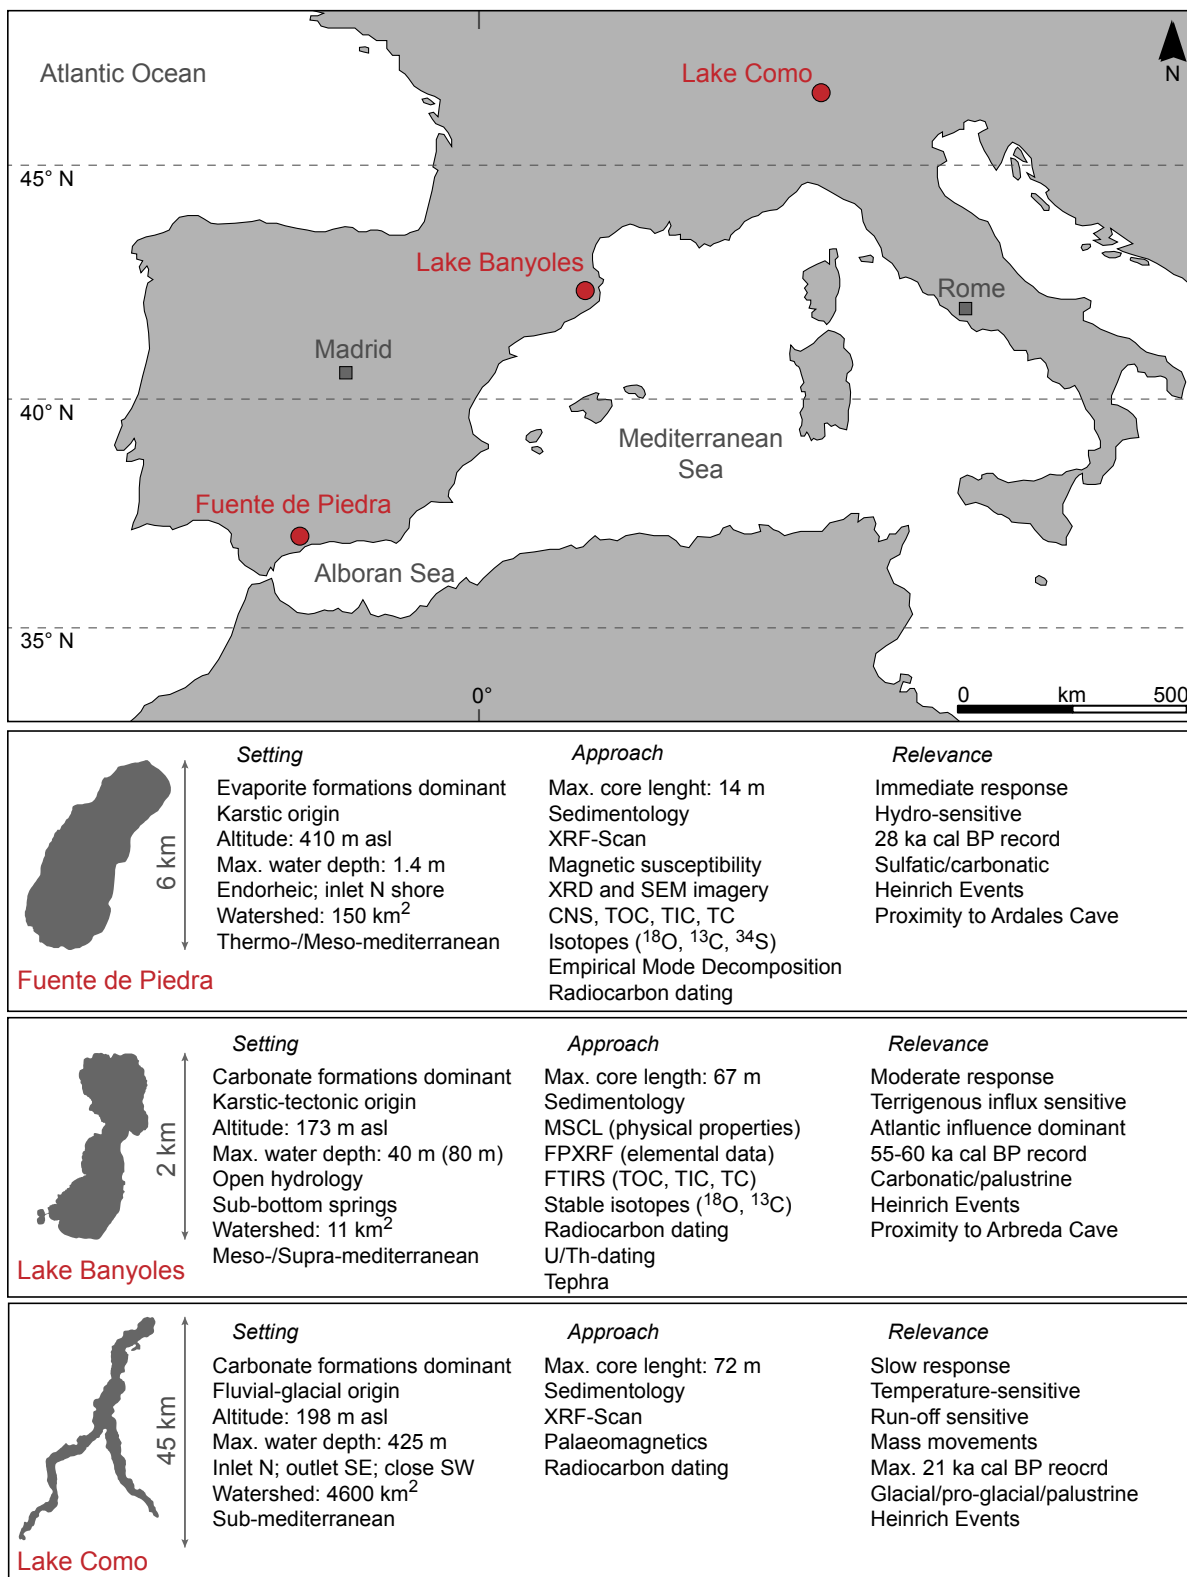 Atlantic Ocean
Lake Como
N
45° N
Lake Banyoles
Rome
Madrid
40° N
Mediterranean
Sea
Fuente de Piedra
Alboran Sea
35° N
0°
0 km 500
Setting
Evaporite formations dominant
Karstic origin
Altitude: 410 m asl
Max. water depth: 1.4 m
Endorheic; inlet N shore
Watershed: 150 km²
Thermo-/Meso-mediterranean
Approach
Max. core lenght: 14 m
Sedimentology
XRF-Scan
Magnetic susceptibility
XRD and SEM imagery
CNS, TOC, TIC, TC
Isotopes (¹⁸O, ¹³C, ³⁴S)
Empirical Mode Decomposition
Radiocarbon dating
Relevance
Immediate response
Hydro-sensitive
28 ka cal BP record
Sulfatic/carbonatic
Heinrich Events
Proximity to Ardales Cave
6 km
Fuente de Piedra
Setting
Carbonate formations dominant
Karstic-tectonic origin
Altitude: 173 m asl
Max. water depth: 40 m (80 m)
Open hydrology
Sub-bottom springs
Watershed: 11 km²
Meso-/Supra-mediterranean
Approach
Max. core length: 67 m
Sedimentology
MSCL (physical properties)
FPXRF (elemental data)
FTIRS (TOC, TIC, TC)
Stable isotopes (¹⁸O, ¹³C)
Radiocarbon dating
U/Th-dating
Tephra
Relevance
Moderate response
Terrigenous influx sensitive
Atlantic influence dominant
55-60 ka cal BP record
Carbonatic/palustrine
Heinrich Events
Proximity to Arbreda Cave
2 km
Lake Banyoles
Setting
Carbonate formations dominant
Fluvial-glacial origin
Altitude: 198 m asl
Max. water depth: 425 m
Inlet N; outlet SE; close SW
Watershed: 4600 km²
Sub-mediterranean
Approach
Max. core lenght: 72 m
Sedimentology
XRF-Scan
Palaeomagnetics
Radiocarbon dating
Relevance
Slow response
Temperature-sensitive
Run-off sensitive
Mass movements
Max. 21 ka cal BP reocrd
Glacial/pro-glacial/palustrine
Heinrich Events
45 km
Lake Como